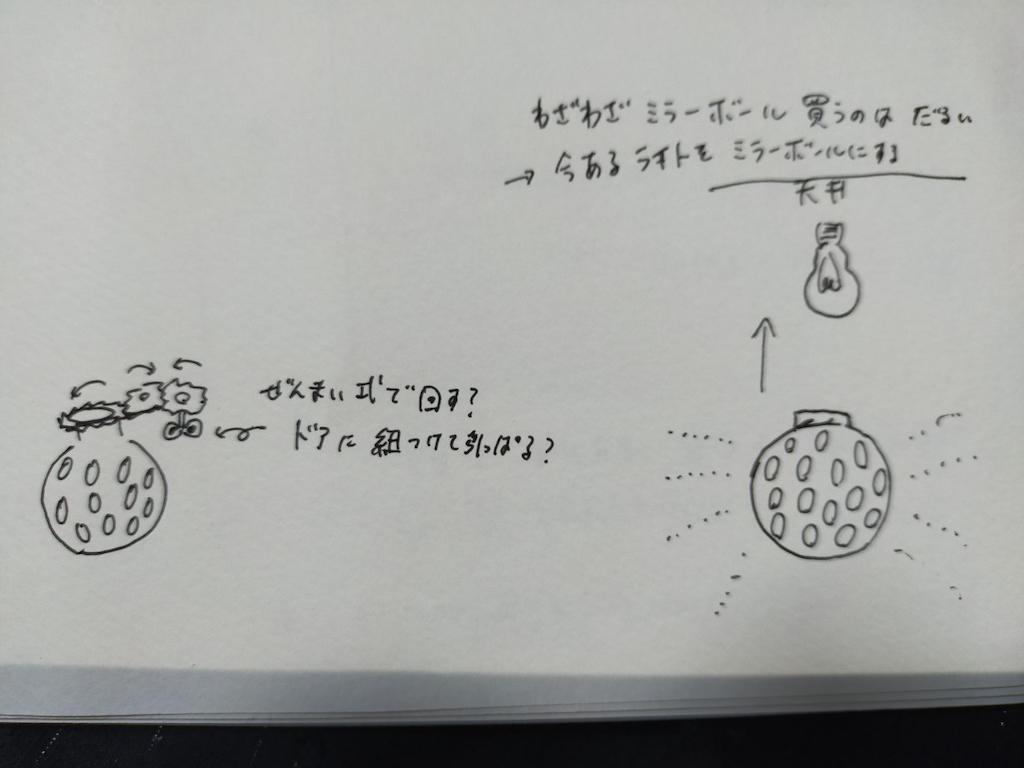 わざわざ ミラーボール 買うのは だるい
→ 今ある ライトを ミラーボールにする
天井
ぜんまい式で回す?
ドアに 紐つけて引っぱる?